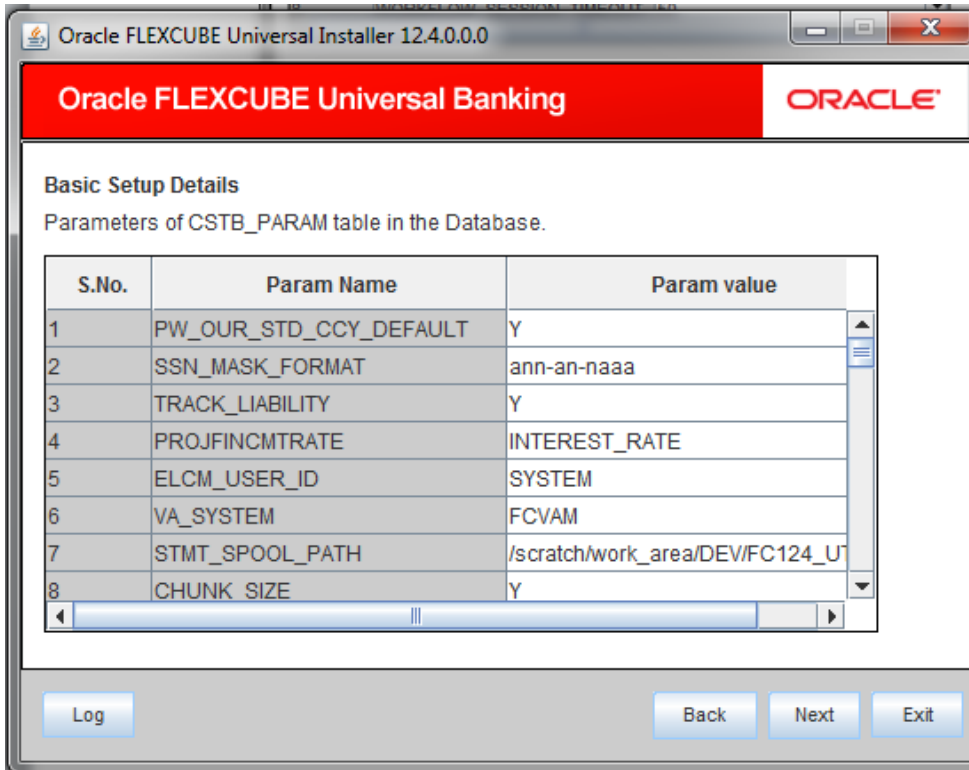 Oracle FLEXCUBE Universal Installer 12.4.0.0.0
Oracle FLEXCUBE Universal Banking
ORACLE
Basic Setup Details
Parameters of CSTB_PARAM table in the Database.
S.No. Param Name Param value
1 PW_OUR_STD_CCY_DEFAULT Y
2 SSN_MASK_FORMAT ann-an-naaa
3 TRACK_LIABILITY Y
4 PROJFINCMTRATE INTEREST_RATE
5 ELCM_USER_ID SYSTEM
6 VA_SYSTEM FCVAM
7 STMT_SPOOL_PATH /scratch/work_area/DEV/FC124_UT
8 CHUNK_SIZE Y
Log Back Next Exit